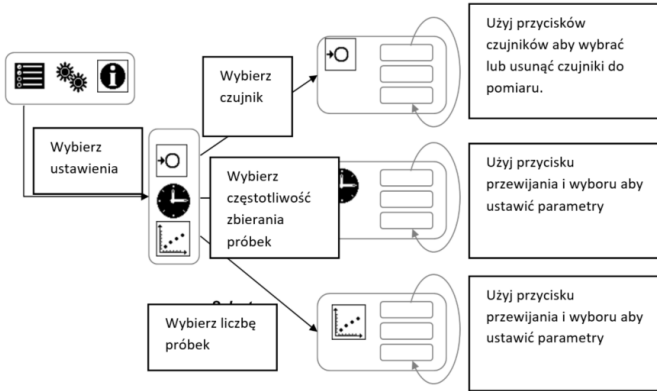 Wybierz
ustawienia
Wybierz
czujnik
Wybierz
częstotliwość
zbierania
próbek
Wybierz liczbę
próbek
Użyj przycisków
czujników aby wybrać
lub usunąć czujniki do
pomiaru.
Użyj przycisku
przewijania i wyboru aby
ustawić parametry
Użyj przycisku
przewijania i wyboru aby
ustawić parametry